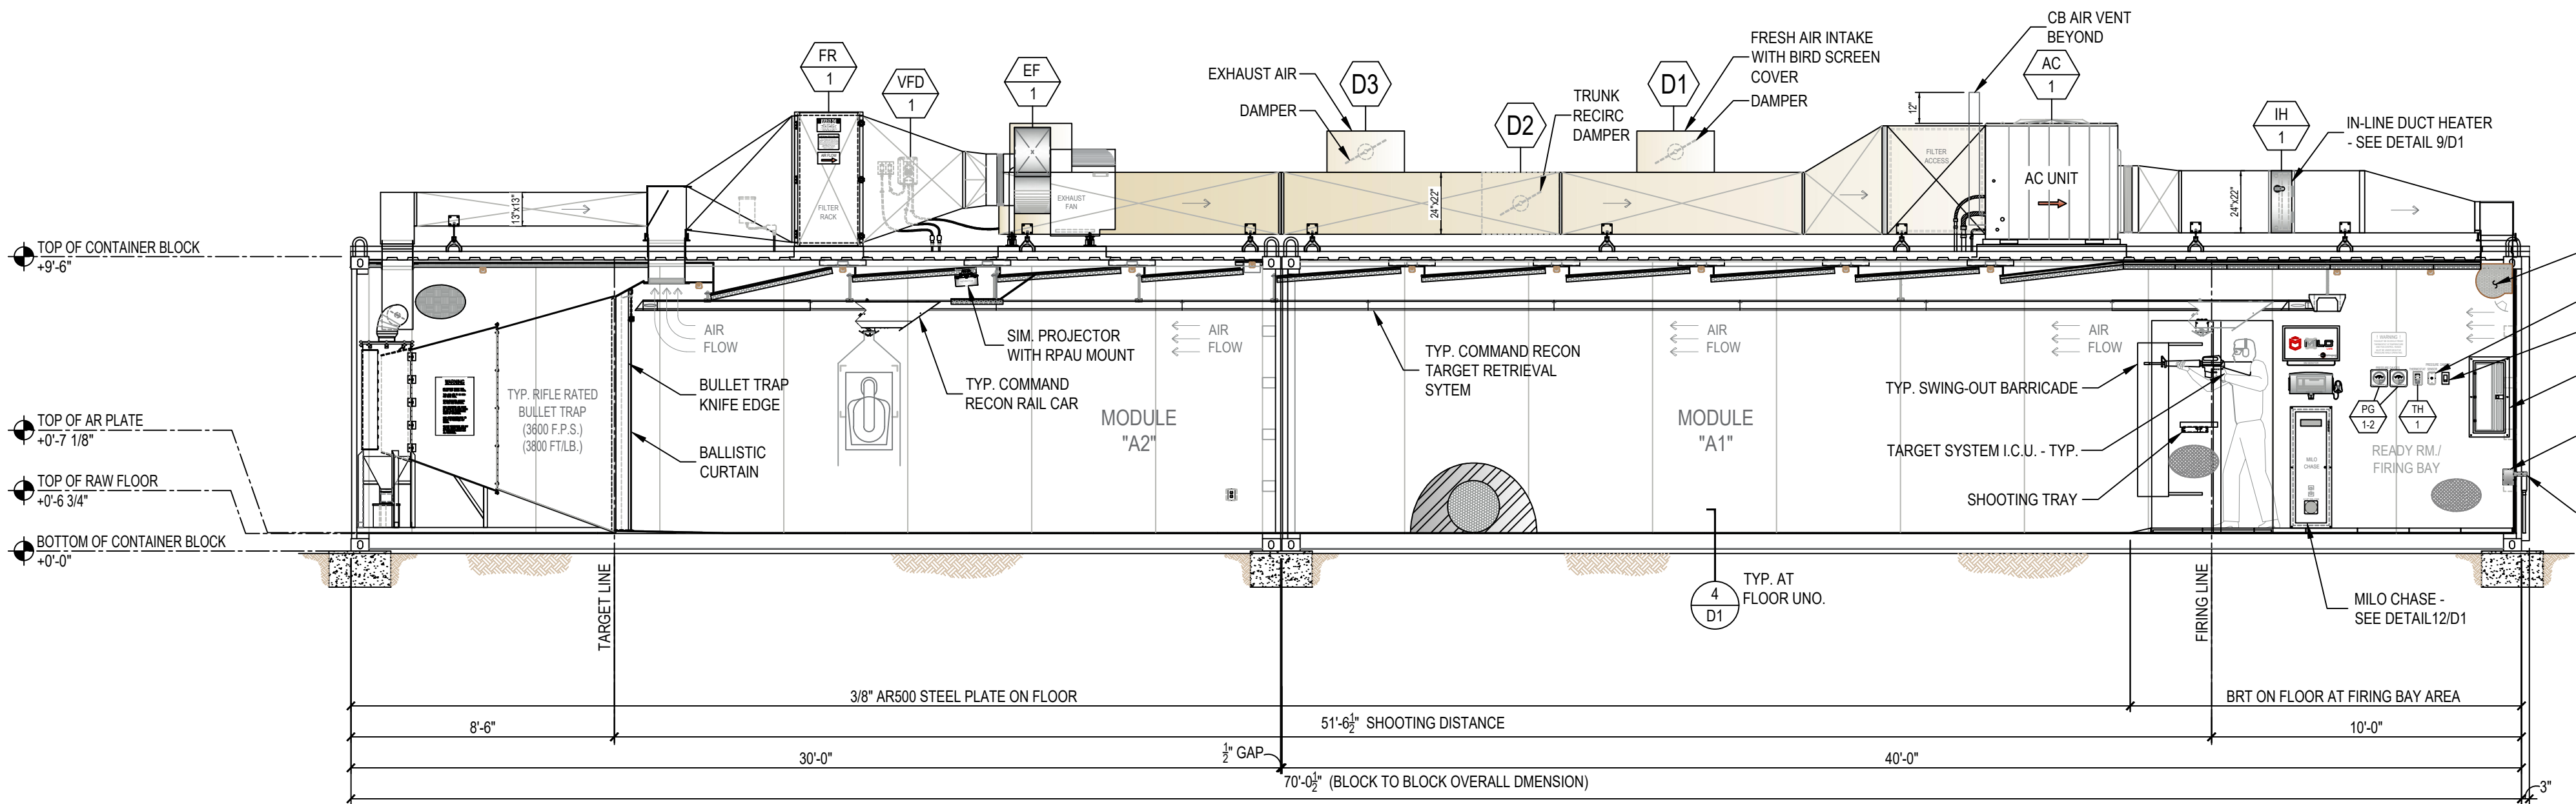 CB AIR VENT
BEYOND
FRESH AIR INTAKE
WITH BIRD SCREEN
COVER
DAMPER
FR
1
VFD
1
EF
1
EXHAUST AIR
DAMPER
D3
D2
TRUNK
RECIRC
DAMPER
D1
12"
AC
1
IH
1
IN-LINE DUCT HEATER
- SEE DETAIL 9/D1
13"x13"
FILTER
RACK
EXHAUST
FAN
24"x22"
FILTER
ACCESS
AC UNIT
24"x22"
TOP OF CONTAINER BLOCK
+9'-6"
TOP OF AR PLATE
+0'-7 1/8"
TOP OF RAW FLOOR
+0'-6 3/4"
BOTTOM OF CONTAINER BLOCK
+0'-0"
TYP. RIFLE RATED
BULLET TRAP
(3600 F.P.S.)
(3800 FT/LB.)
AIR
FLOW
BULLET TRAP
KNIFE EDGE
BALLISTIC
CURTAIN
SIM. PROJECTOR
WITH RPAU MOUNT
TYP. COMMAND
RECON RAIL CAR
AIR
FLOW
MODULE
"A2"
TYP. COMMAND RECON
TARGET RETRIEVAL
SYTEM
AIR
FLOW
MODULE
"A1"
AIR
FLOW
TYP. SWING-OUT BARRICADE
TARGET SYSTEM I.C.U. - TYP.
SHOOTING TRAY
MILO
MILO
CHASE
PG
1-2
TH
1
READY RM./
FIRING BAY
MILO CHASE -
SEE DETAIL12/D1
4
D1
TYP. AT
FLOOR UNO.
TARGET LINE
FIRING LINE
3/8" AR500 STEEL PLATE ON FLOOR
BRT ON FLOOR AT FIRING BAY AREA
8'-6"
51'-6½" SHOOTING DISTANCE
10'-0"
30'-0"
½" GAP
40'-0"
70'-0½" (BLOCK TO BLOCK OVERALL DMENSION)
3"